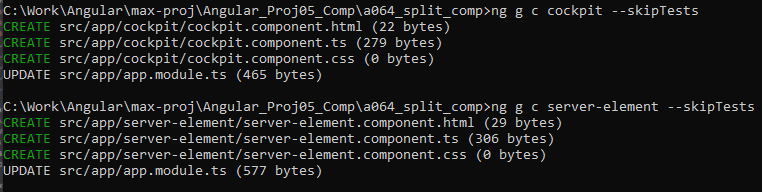 C:\Work\Angular\max-proj\Angular_Proj05_Comp\a064_split_comp>ng g c cockpit --skipTests
CREATE src/app/cockpit/cockpit.component.html (22 bytes)
CREATE src/app/cockpit/cockpit.component.ts (279 bytes)
CREATE src/app/cockpit/cockpit.component.css (0 bytes)
UPDATE src/app/app.module.ts (465 bytes)
C:\Work\Angular\max-proj\Angular_Proj05_Comp\a064_split_comp>ng g c server-element --skipTests
CREATE src/app/server-element/server-element.component.html (29 bytes)
CREATE src/app/server-element/server-element.component.ts (306 bytes)
CREATE src/app/server-element/server-element.component.css (0 bytes)
UPDATE src/app/app.module.ts (577 bytes)